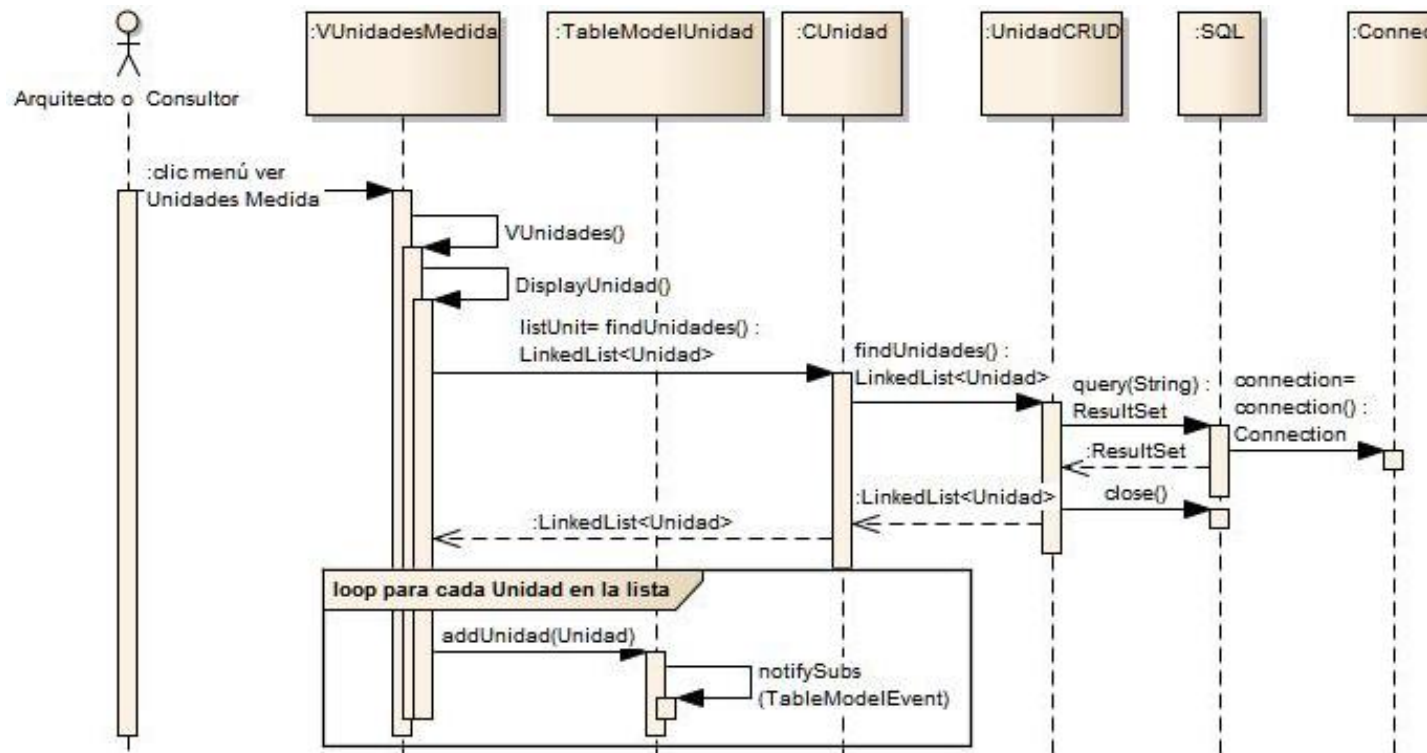 :VUnidadesMedida
:TableModelUnidad
:CUnidad
:UnidadCRUD
:SQL
:Connec
Arquitecto o Consultor
:clic menú ver
Unidades Medida
VUnidades()
DisplayUnidad()
listUnit= findUnidades() :
LinkedList<Unidad>
findUnidades() :
LinkedList<Unidad>
query(String) :
ResultSet
connection=
connection() :
Connection
:ResultSet
close()
:LinkedList<Unidad>
:LinkedList<Unidad>
loop para cada Unidad en la lista
addUnidad(Unidad)
notifySubs
(TableModelEvent)